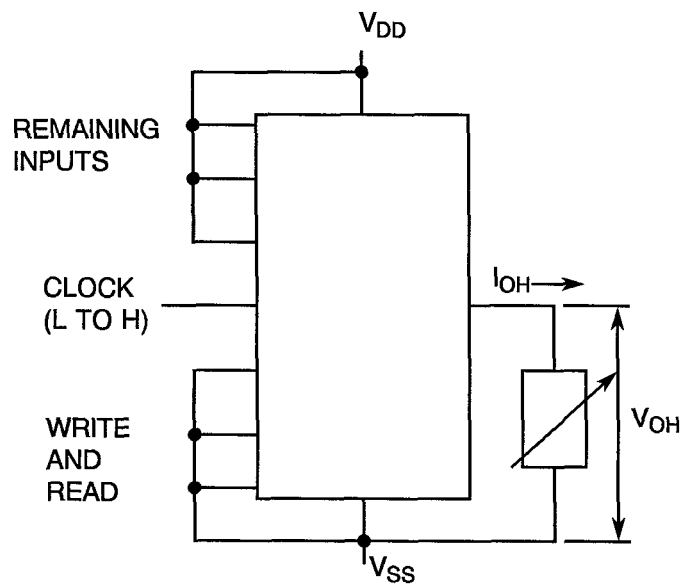 VDD
REMAINING
INPUTS
CLOCK
(L TO H)
IOH
WRITE
AND
READ
VOH
VSS